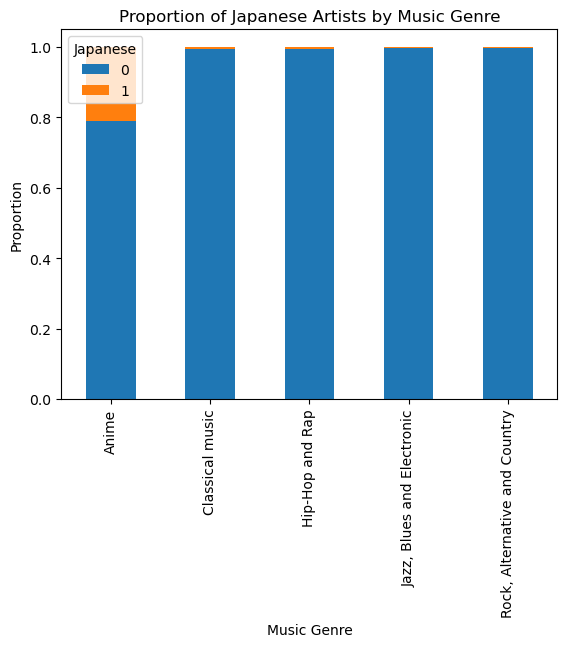 Proportion of Japanese Artists by Music Genre
Japanese
0
1
1.0
0.8
0.6
0.4
0.2
0.0
Proportion
Anime
Classical music
Hip-Hop and Rap
Jazz, Blues and Electronic
Rock, Alternative and Country
Music Genre